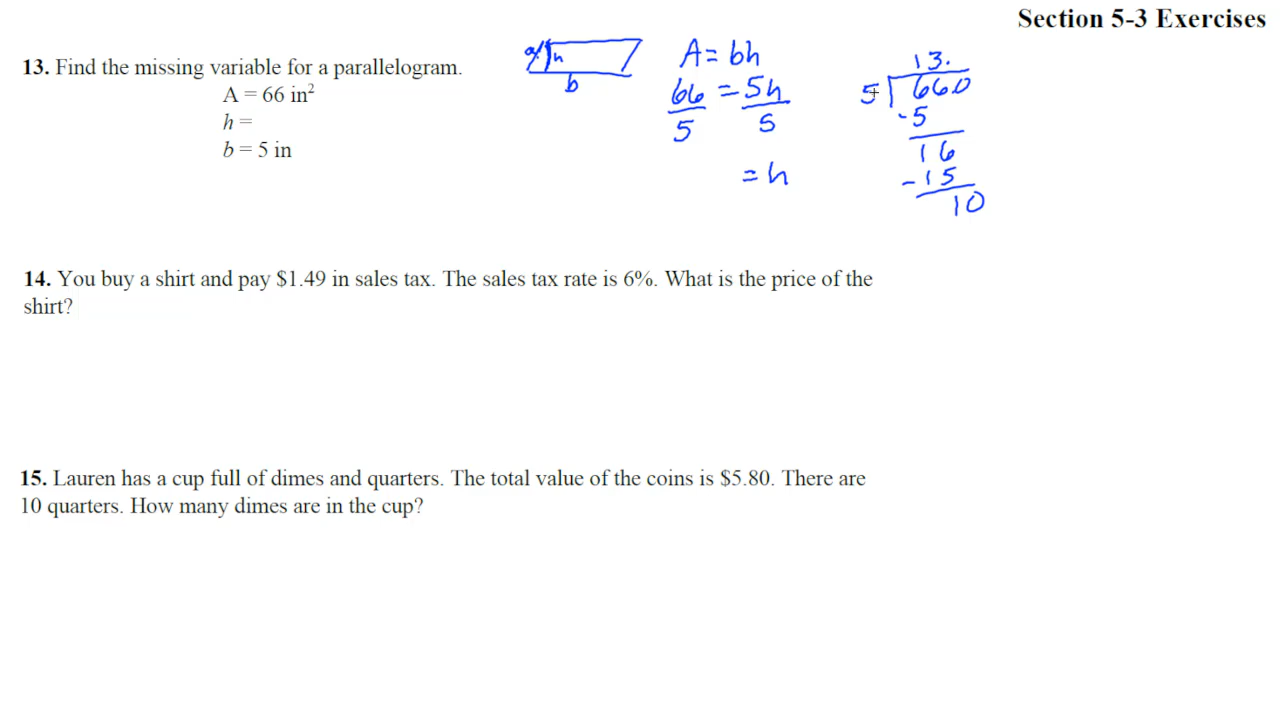 Section 5-3 Exercises
13. Find the missing variable for a parallelogram.
A = 66 in²
h =
b = 5 in
h
b
A = bh
66 = 5h
5 5
= h
13.
5 660
-5
16
-15
10
14. You buy a shirt and pay $1.49 in sales tax. The sales tax rate is 6%. What is the price of the
shirt?
15. Lauren has a cup full of dimes and quarters. The total value of the coins is $5.80. There are
10 quarters. How many dimes are in the cup?